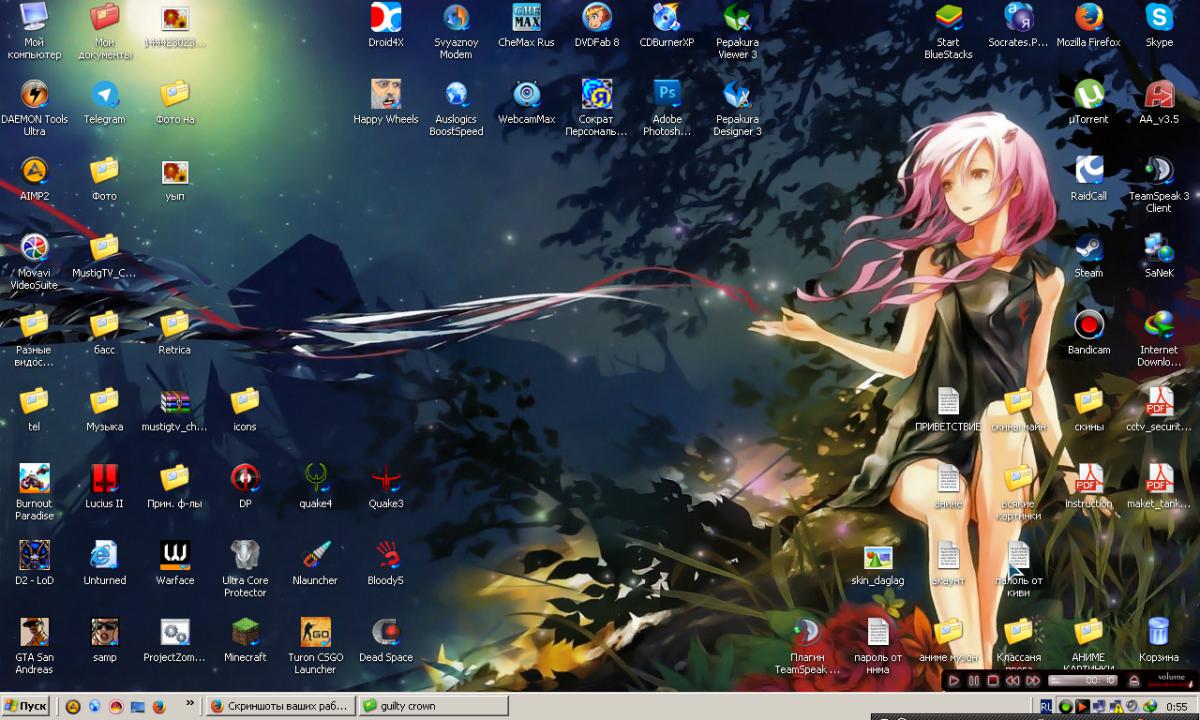 Мой
компьютер
Мои
документы
Droid4X
Svyaznoy
Modem
CheMax Rus
DVDFab 8
CDBurnerXP
Pepakura
Viewer 3
Start
BlueStacks
Socrates.P...
Mozilla Firefox
Skype
DAEMON Tools
Ultra
Telegram
Фото на
Happy Wheels
Auslogics
BoostSpeed
WebcamMax
Сократ
Персональ...
Adobe
Photosh...
Pepakura
Designer 3
µTorrent
AA_v3.5
AIMP2
Фото
уып
RaidCall
TeamSpeak 3
Client
Movavi
VideoSuite
MustigTV_C...
Steam
SaNeK
Разные
видос...
басс
Retrica
Bandicam
Internet
Downlo...
tel
Музыка
mustigtv_ch...
icons
ПРИВЕТСТВИЕ
скины майн
скины
cctv_securit...
Burnout
Paradise
Lucius II
Прин. ф-лы
DP
quake4
Quake3
аниме
всякие
картинки
instruction
maket_tank...
D2 - LoD
Unturned
Warface
Ultra Core
Protector
Nlauncher
Bloody5
skin_daglag
акаунт
пароль от
киви
GTA San
Andreas
samp
ProjectZom...
Minecraft
Turon CSGO
Launcher
Dead Space
Плагин
TeamSpeak ...
пароль от
ннма
аниме музон
Классаня
АНИМЕ
КАРТИНКИ
Корзина
volume
Пуск
Скриншоты ваших раб...
guilty crown
RL
0:55